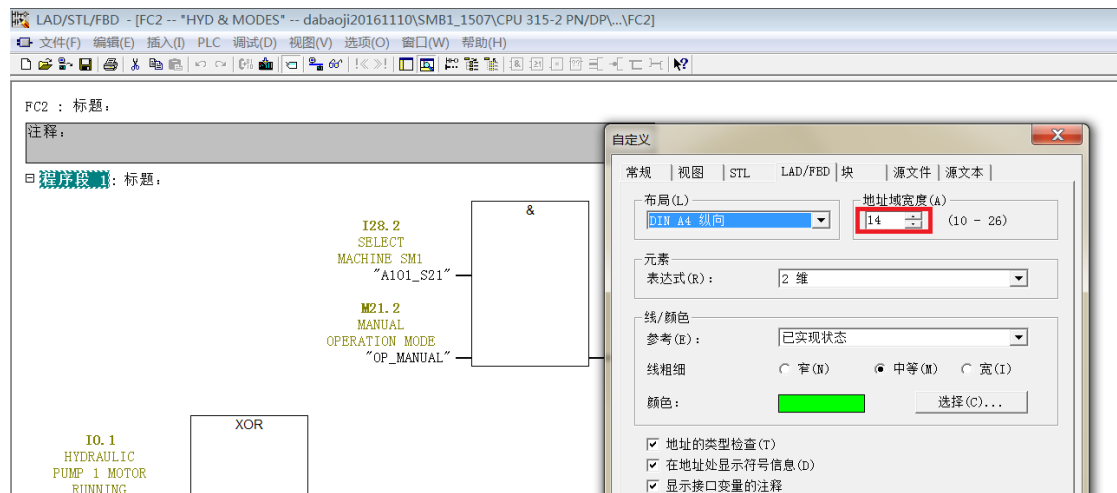 LAD/STL/FBD - [FC2 -- "HYD & MODES" -- dabaoji20161110\SMB1_1507\CPU 315-2 PN/DP\...\FC2]
文件(F) 编辑(E) 插入(I) PLC 调试(D) 视图(V) 选项(O) 窗口(W) 帮助(H)
FC2 : 标题:
注释:
程序段 1: 标题:
&
I28.2
SELECT
MACHINE SM1
"A101_S21"
M21.2
MANUAL
OPERATION MODE
"OP_MANUAL"
XOR
I0.1
HYDRAULIC
PUMP 1 MOTOR
RUNNING
自定义
常规 视图 STL LAD/FBD 块 源文件 源文本
布局(L) 地址域宽度(A)
DIN A4 纵向 14 (10 - 26)
元素
表达式(R): 2 维
线/颜色
参考(E): 已实现状态
线粗细 窄(N) 中等(M) 宽(I)
颜色: 选择(C)...
地址的类型检查(T)
在地址处显示符号信息(D)
显示接口变量的注释